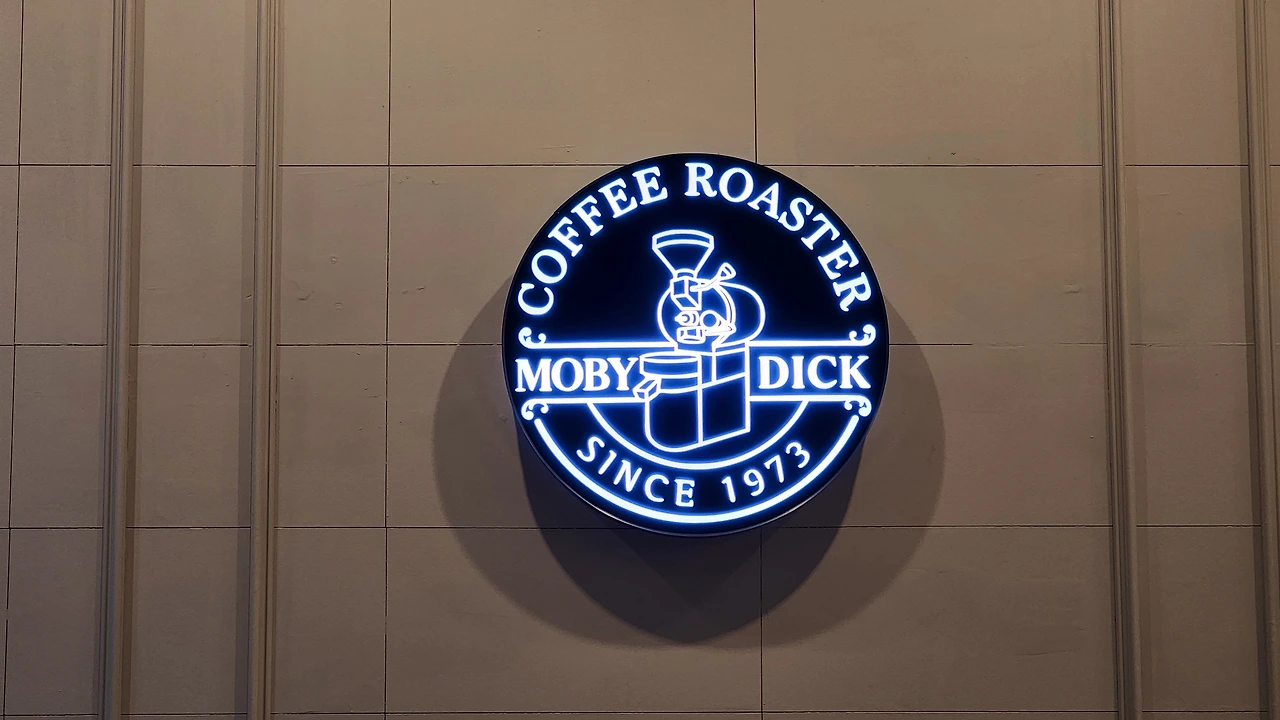 COFFEE ROASTER
MOBY DICK
SINCE 1973